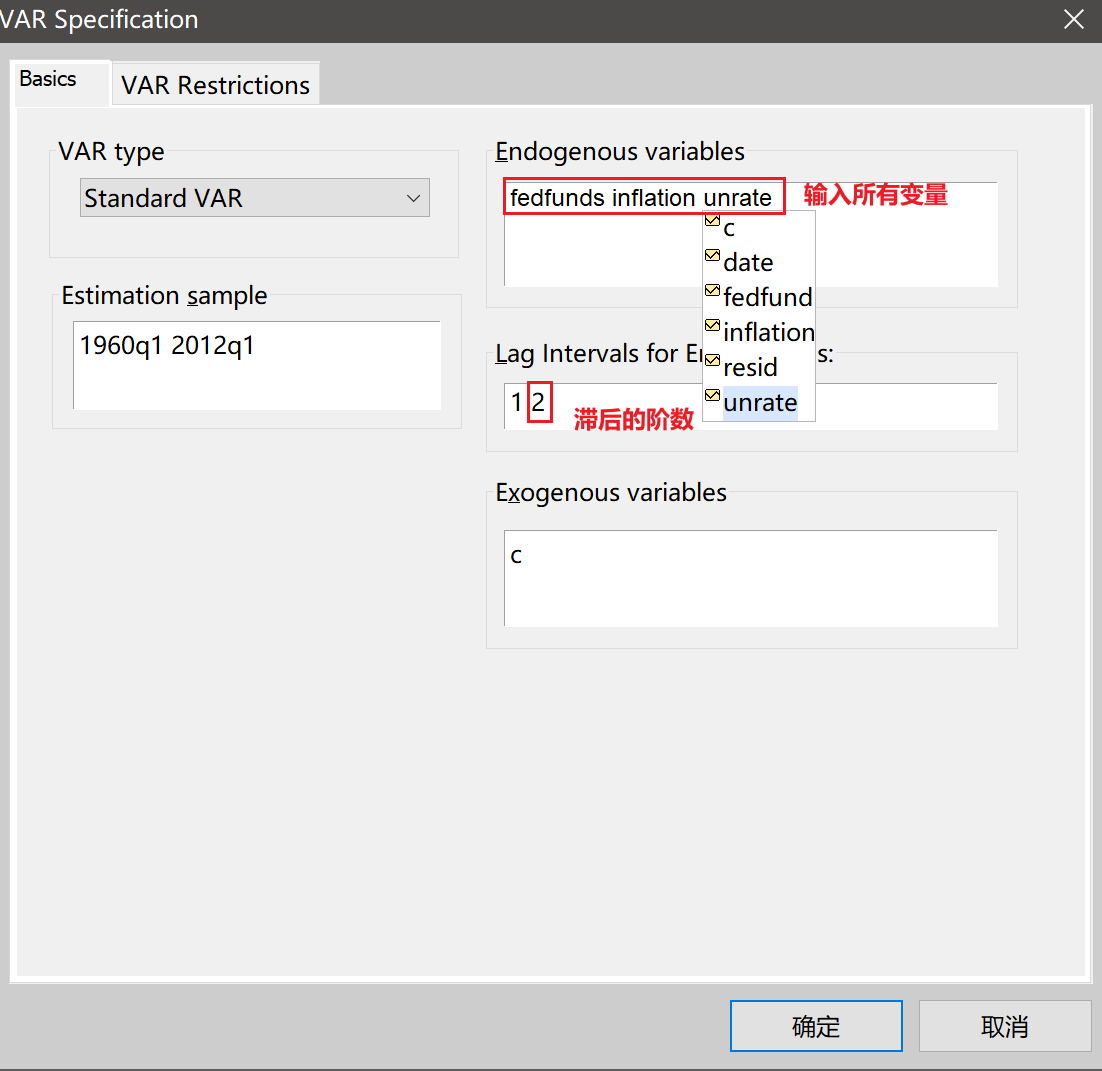 VAR Specification
Basics
VAR Restrictions
VAR type
Standard VAR
Estimation sample
1960q1 2012q1
Endogenous variables
fedfunds inflation unrate
输入所有变量
c
date
fedfund
inflation
resid
unrate
Lag Intervals for E s:
1 2
滞后的阶数
Exogenous variables
c
确定
取消